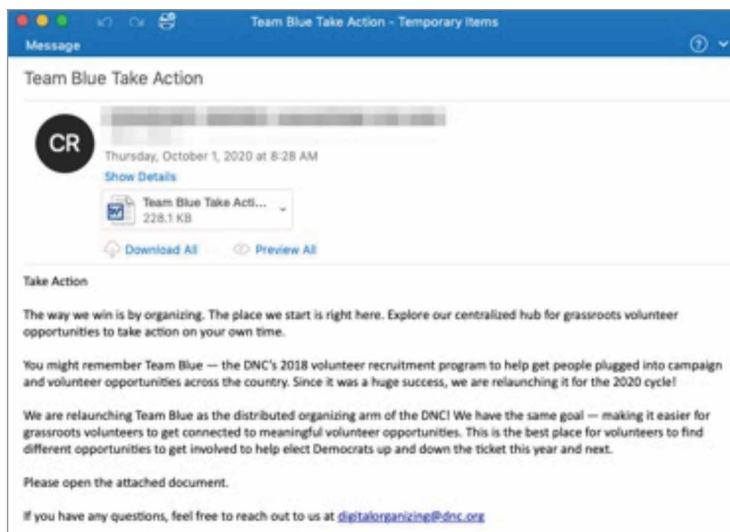 Team Blue Take Action - Temporary Items
Message
Team Blue Take Action
CR
Thursday, October 1, 2020 at 8:28 AM
Show Details
Team Blue Take Acti...
228.1 KB
Download All Preview All
Take Action
The way we win is by organizing. The place we start is right here. Explore our centralized hub for grassroots volunteer
opportunities to take action on your own time.
You might remember Team Blue — the DNC's 2018 volunteer recruitment program to help get people plugged into campaign
and volunteer opportunities across the country. Since it was a huge success, we are relaunching it for the 2020 cycle!
We are relaunching Team Blue as the distributed organizing arm of the DNC! We have the same goal — making it easier for
grassroots volunteers to get connected to meaningful volunteer opportunities. This is the best place for volunteers to find
different opportunities to get involved to help elect Democrats up and down the ticket this year and next.
Please open the attached document.
If you have any questions, feel free to reach out to us at digitalorganizing@dnc.org